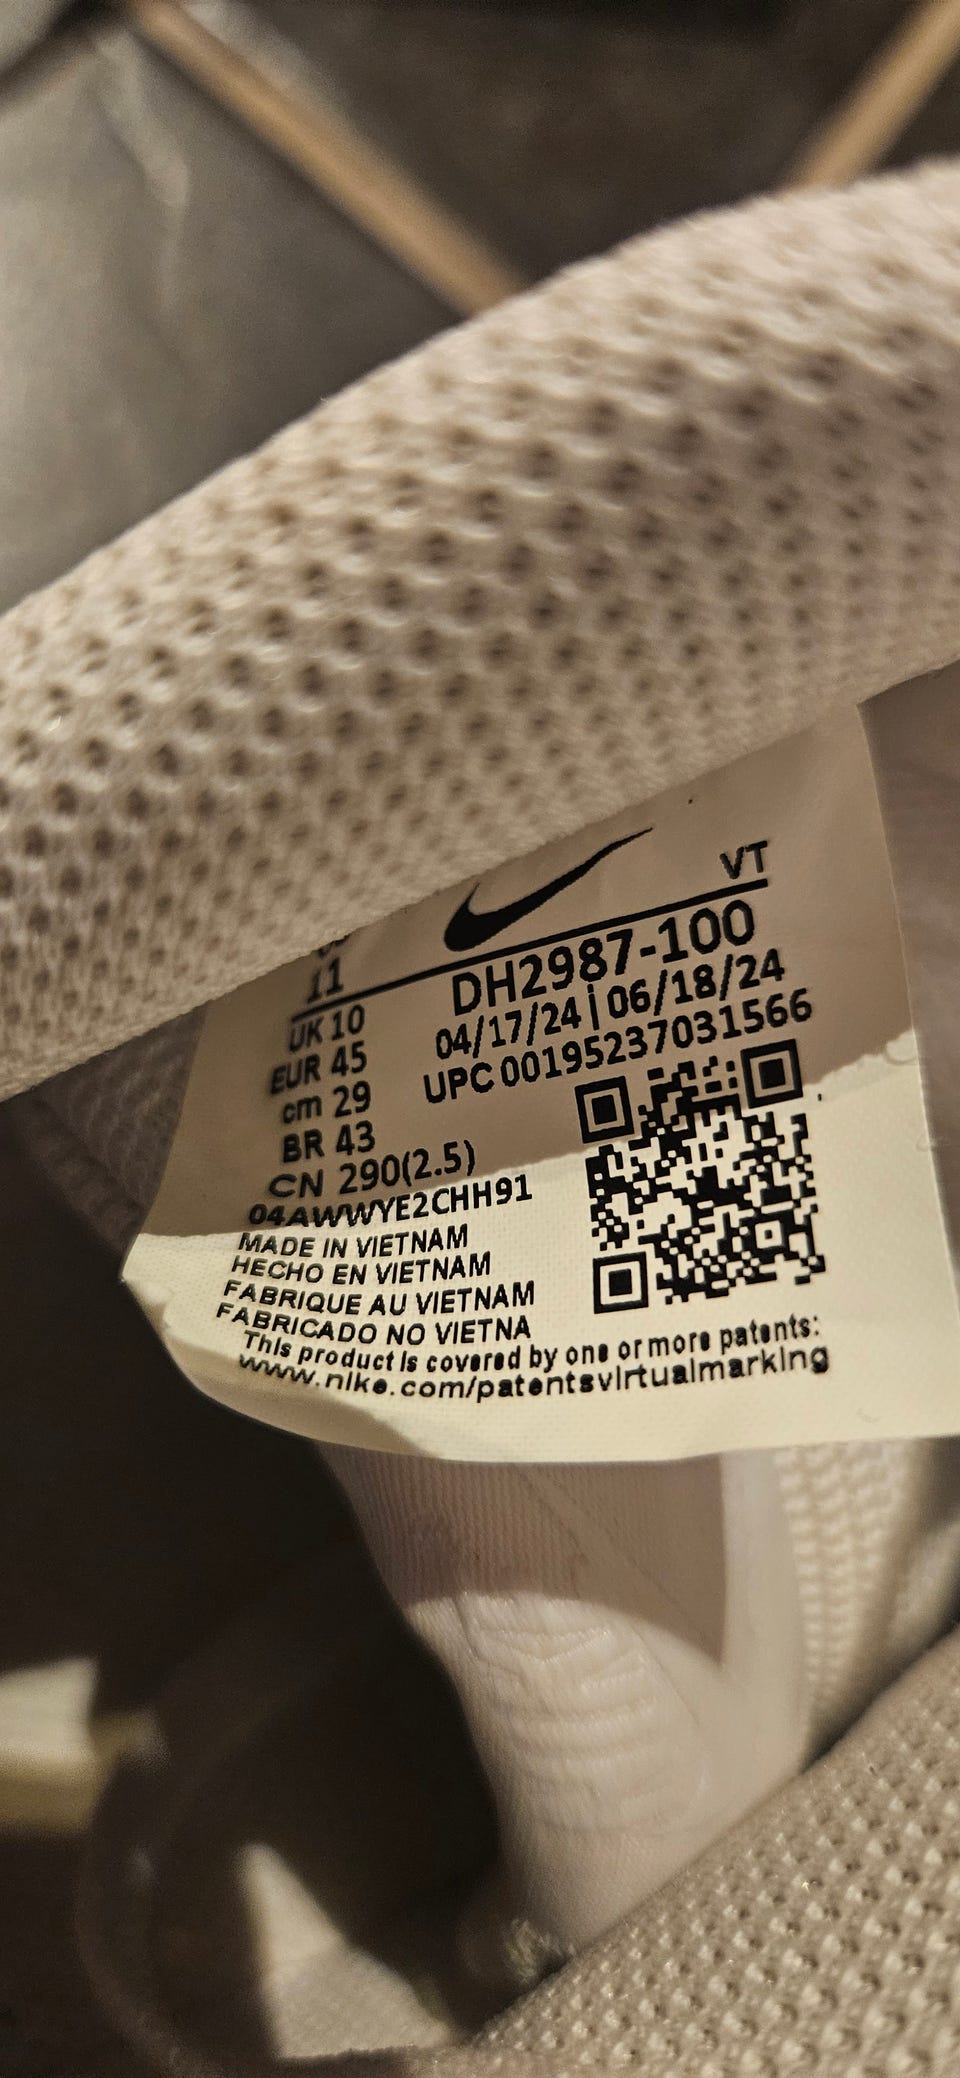 VT
11
DH2987-100
UK 10
04/17/24 | 06/18/24
EUR 45
UPC 00195237031566
cm 29
BR 43
CN 290(2.5)
04AWWYE2CHH91
MADE IN VIETNAM
HECHO EN VIETNAM
FABRIQUE AU VIETNAM
FABRICADO NO VIETNA
This product is covered by one or more patents:
www.nike.com/patentsvirtualmarking